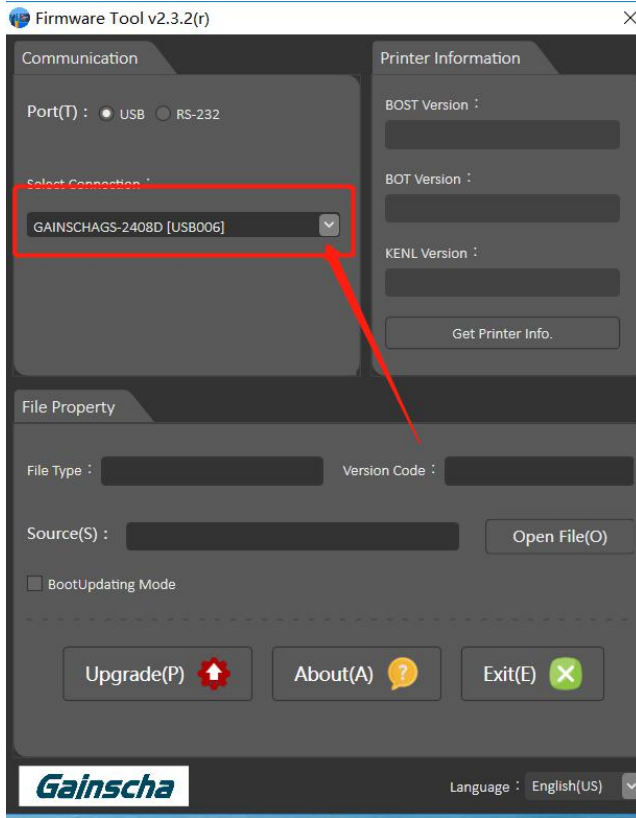 Firmware Tool v2.3.2(r)
Communication
Port(T) : USB RS-232
Select Connection :
GAINSCHAGS-2408D [USB006]
Printer Information
BOST Version :
BOT Version :
KENL Version :
Get Printer Info.
File Property
File Type : Version Code :
Source(S) : Open File(O)
BootUpdating Mode
Upgrade(P) About(A) Exit(E)
Gainscha
Language : English(US)